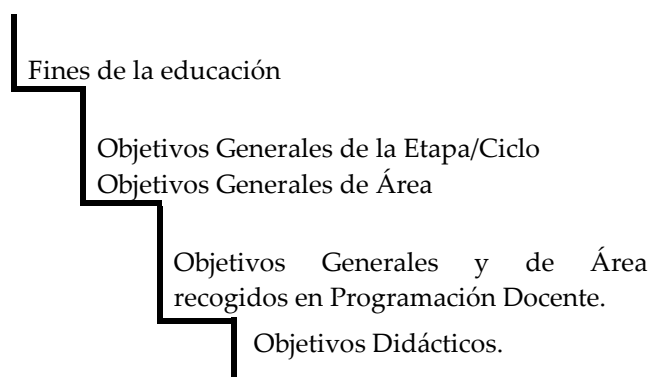 Fines de la educación
Objetivos Generales de la Etapa/Ciclo
Objetivos Generales de Área
Objetivos Generales y de Área
recogidos en Programación Docente.
Objetivos Didácticos.